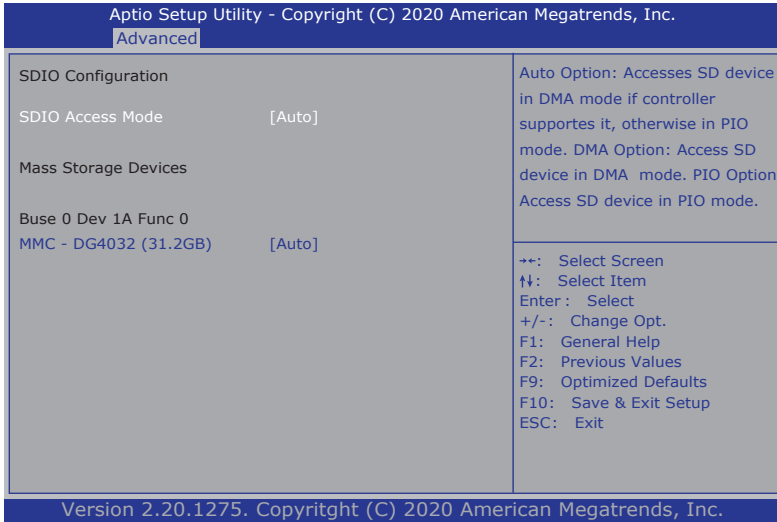 Aptio Setup Utility - Copyright (C) 2020 American Megatrends, Inc.
Advanced
SDIO Configuration
SDIO Access Mode [Auto]
Mass Storage Devices
Buse 0 Dev 1A Func 0
MMC - DG4032 (31.2GB) [Auto]
Auto Option: Accesses SD device
in DMA mode if controller
supportes it, otherwise in PIO
mode. DMA Option: Access SD
device in DMA mode. PIO Option
Access SD device in PIO mode.
→←: Select Screen
↑↓: Select Item
Enter : Select
+/-: Change Opt.
F1: General Help
F2: Previous Values
F9: Optimized Defaults
F10: Save & Exit Setup
ESC: Exit
Version 2.20.1275. Copyritght (C) 2020 American Megatrends, Inc.